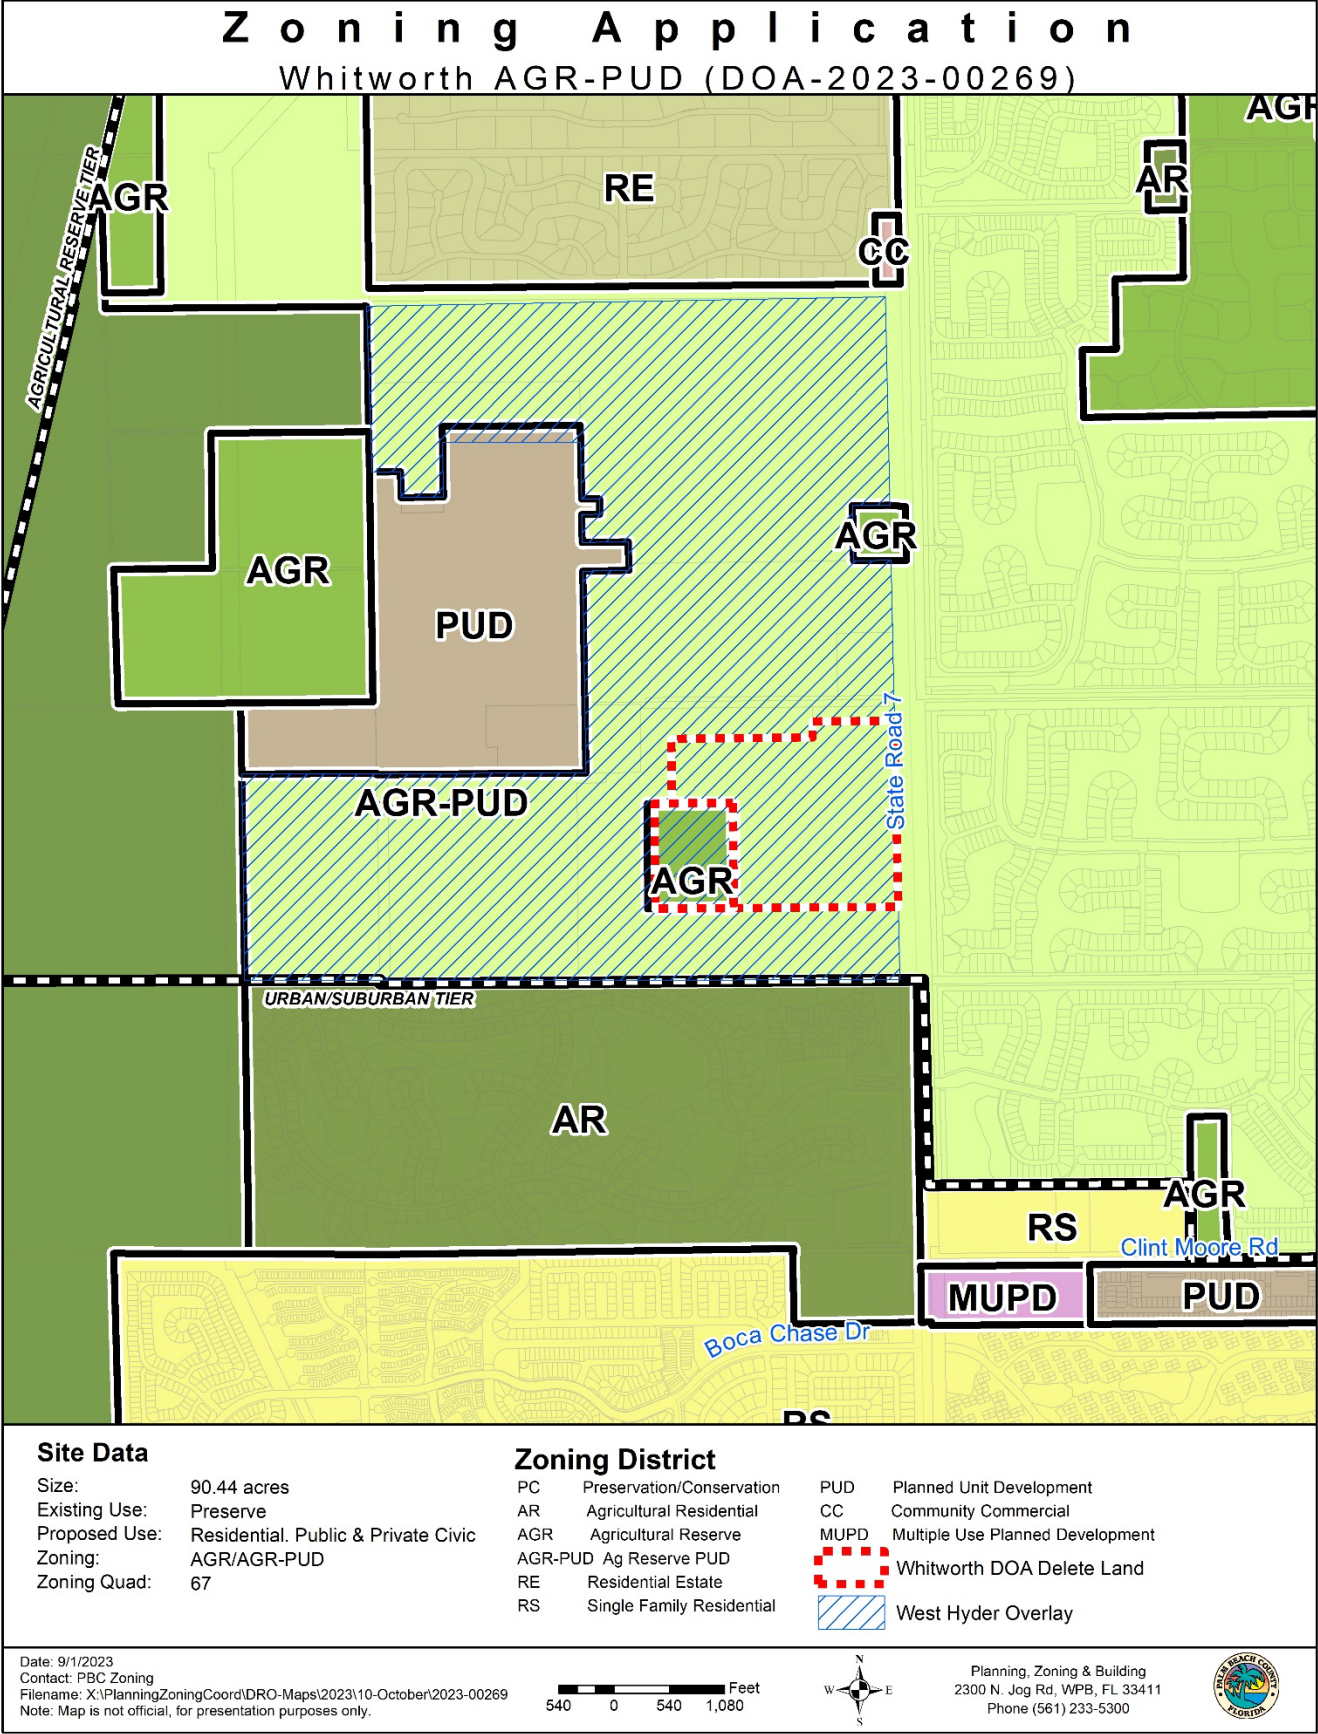 Zoning Application
Whitworth AGR-PUD (DOA-2023-00269)
AGR
AGRICULTURAL RESERVE TIER
AGR
RE
AR
CC
AGR
AGR
PUD
State Road 7
AGR-PUD
AGR
URBAN/SUBURBAN TIER
AR
AGR
RS
Clint Moore Rd
MUPD
PUD
Boca Chase Dr
RS
Site Data
Size: 90.44 acres
Existing Use: Preserve
Proposed Use: Residential. Public & Private Civic
Zoning: AGR/AGR-PUD
Zoning Quad: 67
Zoning District
PC Preservation/Conservation
AR Agricultural Residential
AGR Agricultural Reserve
AGR-PUD Ag Reserve PUD
RE Residential Estate
RS Single Family Residential
PUD Planned Unit Development
CC Community Commercial
MUPD Multiple Use Planned Development
Whitworth DOA Delete Land
West Hyder Overlay
Date: 9/1/2023
Contact: PBC Zoning
Filename: X:\PlanningZoningCoord\DRO-Maps\2023\10-October\2023-00269
Note: Map is not official, for presentation purposes only.
Feet
540 0 540 1,080
N
W E
S
Planning, Zoning & Building
2300 N. Jog Rd, WPB, FL 33411
Phone (561) 233-5300
PALM BEACH COUNTY
FLORIDA